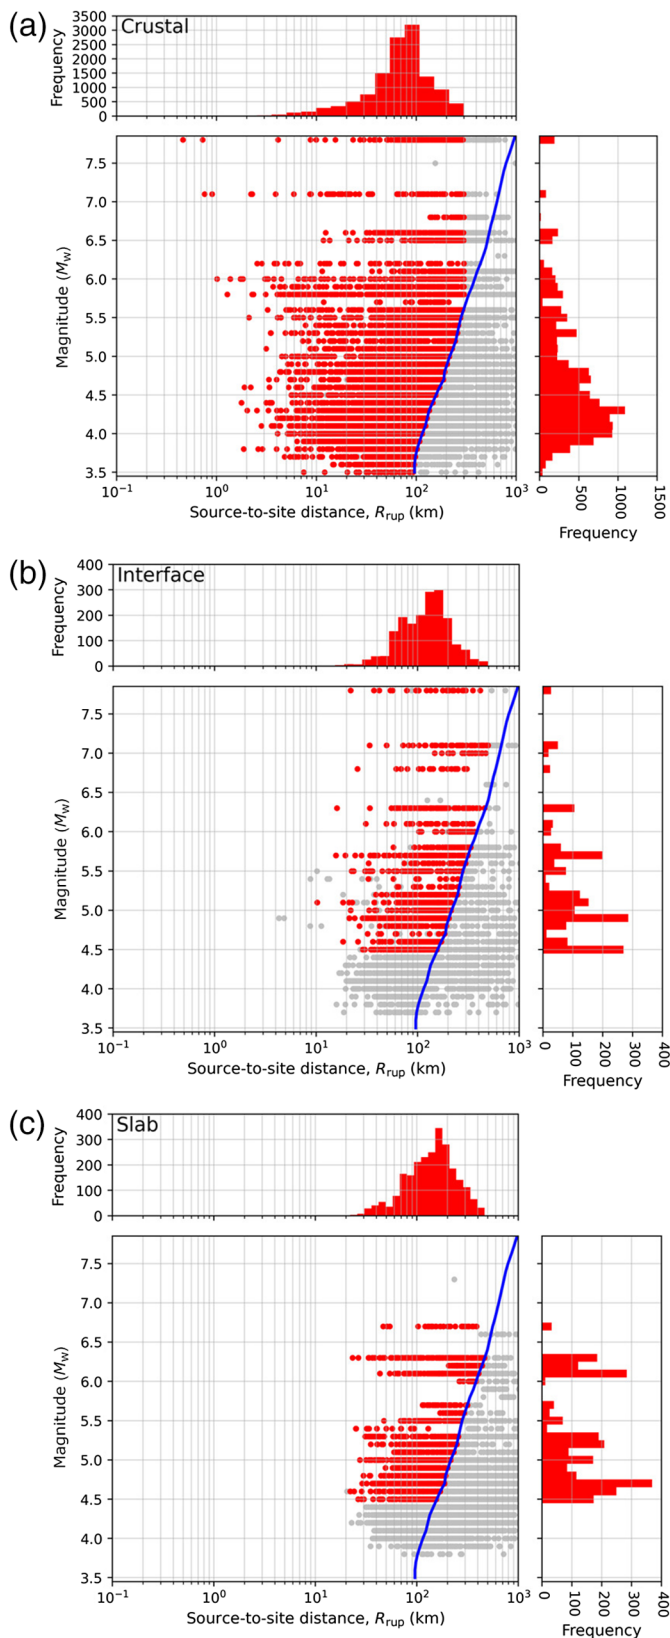 (a)
Crustal
Frequency
3500
3000
2500
2000
1500
1000
500
0
Magnitude (Mw)
7.5
7.0
6.5
6.0
5.5
5.0
4.5
4.0
3.5
10⁻¹ 10⁰ 10¹ 10² 10³
Source-to-site distance, Rrup (km)
0 500 1000 1500
Frequency
(b)
Interface
Frequency
400
300
200
100
0
Magnitude (Mw)
7.5
7.0
6.5
6.0
5.5
5.0
4.5
4.0
3.5
10⁻¹ 10⁰ 10¹ 10² 10³
Source-to-site distance, Rrup (km)
0 100 200 300 400
Frequency
(c)
Slab
Frequency
400
300
200
100
0
Magnitude (Mw)
7.5
7.0
6.5
6.0
5.5
5.0
4.5
4.0
3.5
10⁻¹ 10⁰ 10¹ 10² 10³
Source-to-site distance, Rrup (km)
0 100 200 300 400
Frequency